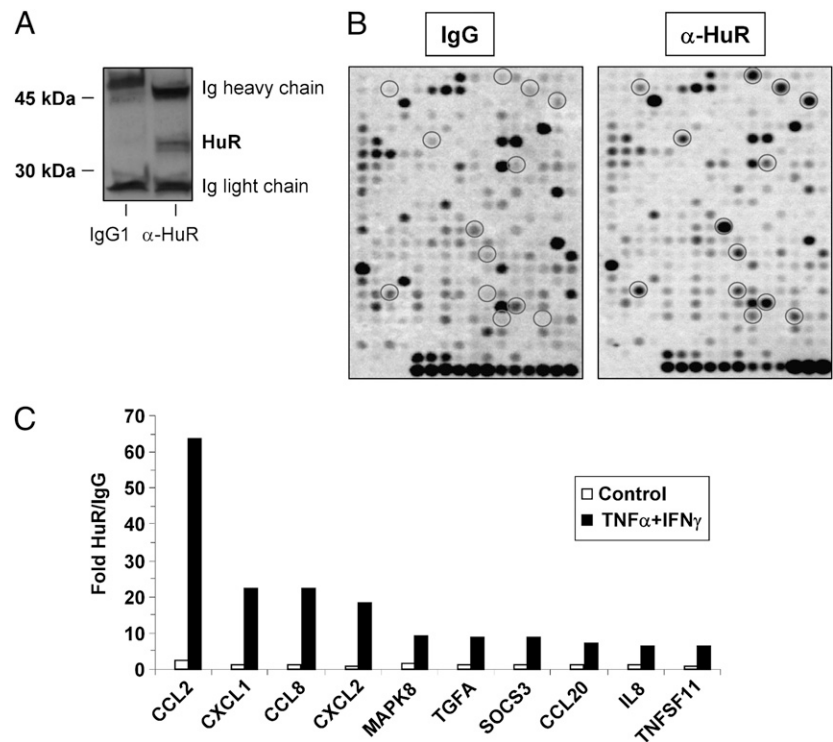 A
45 kDa
30 kDa
Ig heavy chain
HuR
Ig light chain
IgG1 α-HuR
B
IgG
α-HuR
C
Fold HuR/IgG
70
60
50
40
30
20
10
0
Control
TNFα+IFNγ
CCL2
CXCL1
CCL8
CXCL2
MAPK8
TGFA
SOCS3
CCL20
IL8
TNFSF11